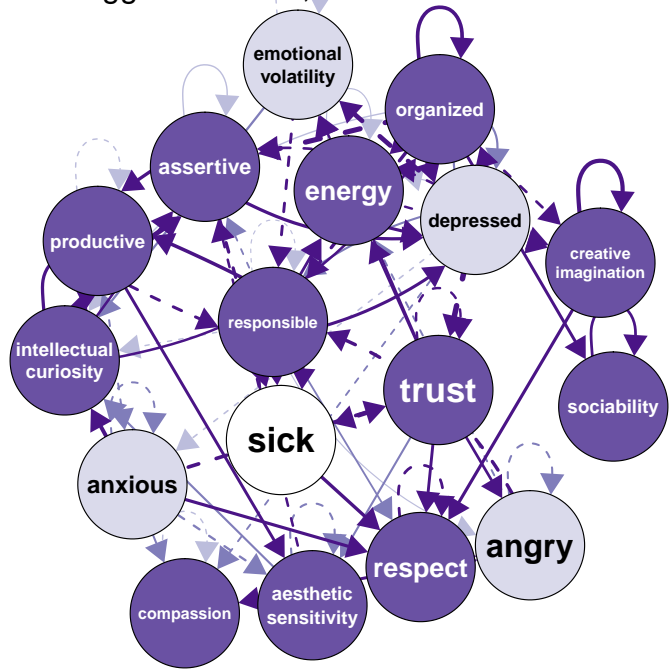 emotional
volatility
organized
assertive
energy
depressed
productive
creative
imagination
responsible
intellectual
curiosity
trust
sociability
sick
anxious
angry
respect
aesthetic
sensitivity
compassion